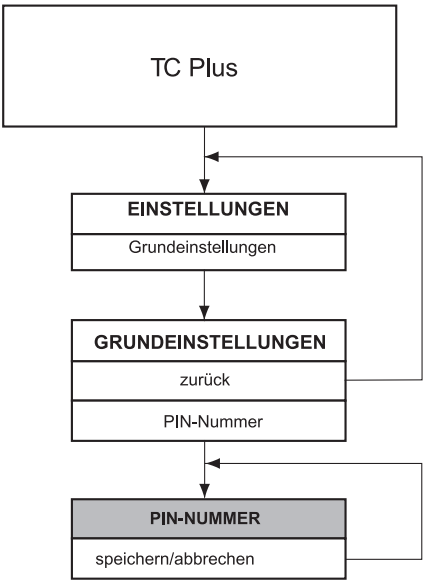 TC Plus
EINSTELLUNGEN
Grundeinstellungen
GRUNDEINSTELLUNGEN
zurück
PIN-Nummer
PIN-NUMMER
speichern/abbrechen